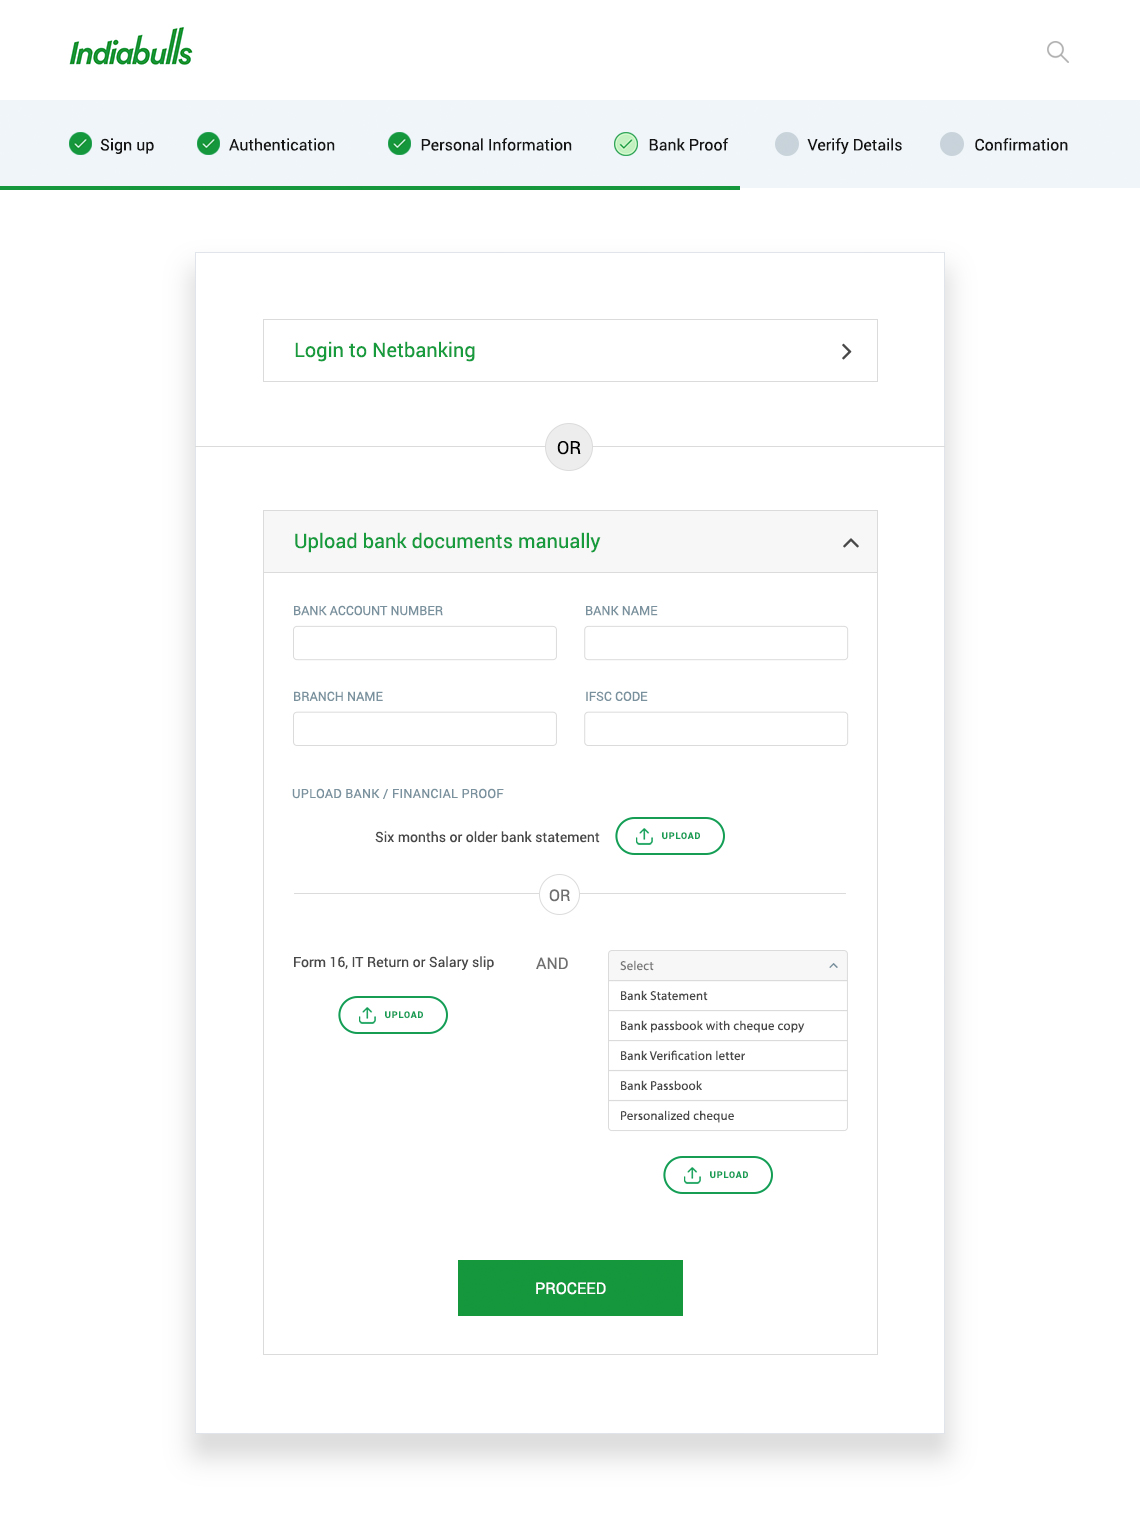 Indiabulls
Sign up
Authentication
Personal Information
Bank Proof
Verify Details
Confirmation
Login to Netbanking
OR
Upload bank documents manually
BANK ACCOUNT NUMBER
BANK NAME
BRANCH NAME
IFSC CODE
UPLOAD BANK / FINANCIAL PROOF
Six months or older bank statement
UPLOAD
OR
Form 16, IT Return or Salary slip
AND
Select
Bank Statement
UPLOAD
Bank passbook with cheque copy
Bank Verification letter
Bank Passbook
Personalized cheque
UPLOAD
PROCEED